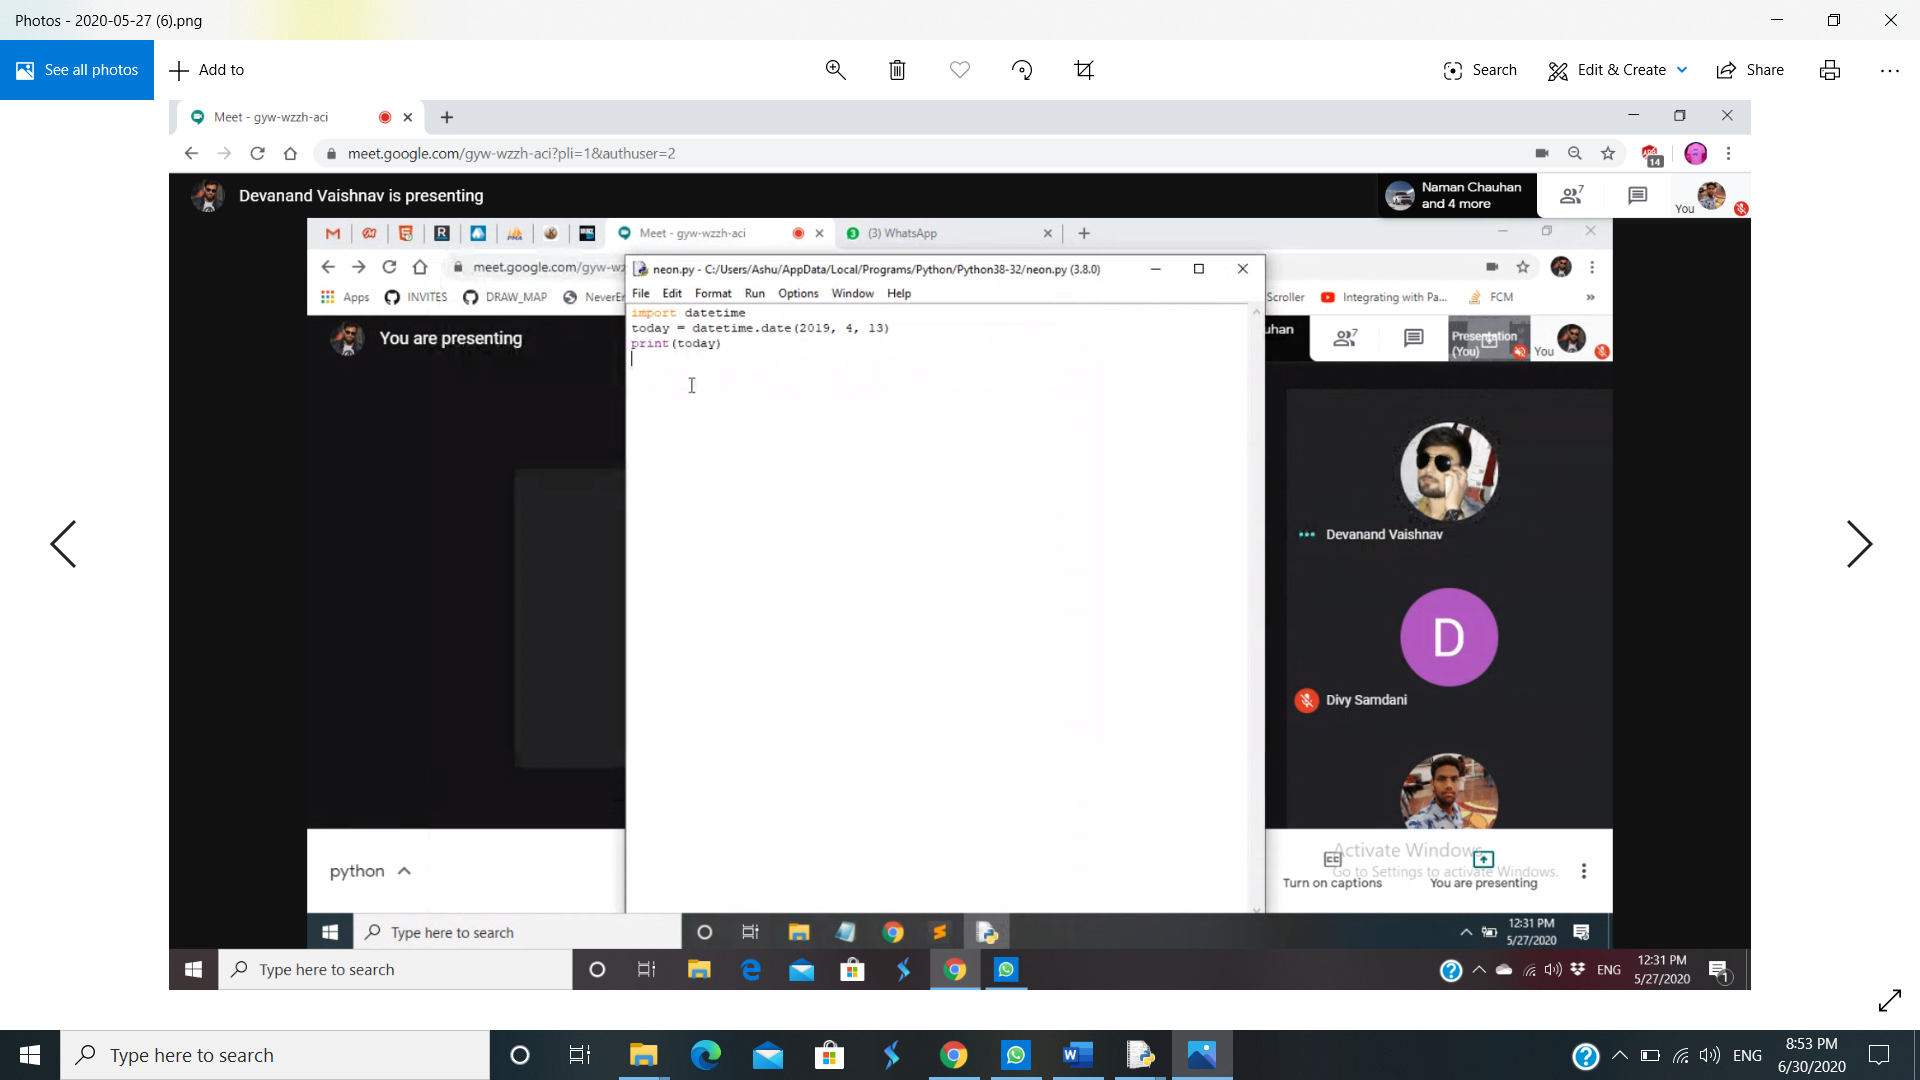 Photos - 2020-05-27 (6).png
See all photos
Add to
Search
Edit & Create
Share
Meet - gyw-wzzh-aci
meet.google.com/gyw-wzzh-aci?pli=1&authuser=2
14
Devanand Vaishnav is presenting
Naman Chauhan
and 4 more
7
You
Meet - gyw-wzzh-aci
(3) WhatsApp
meet.google.com/gyw-wz
neon.py - C:/Users/Ashu/AppData/Local/Programs/Python/Python38-32/neon.py (3.8.0)
Apps
INVITES
DRAW_MAP
NeverEr
File Edit Format Run Options Window Help
Scroller
Integrating with Pa...
FCM
»
import datetime
today = datetime.date(2019, 4, 13)
print(today)
You are presenting
uhan
7
Presentation
(You)
You
Devanand Vaishnav
D
Divy Samdani
python
Activate Windows
Go to Settings to activate Windows.
Turn on captions
You are presenting
Type here to search
12:31 PM
5/27/2020
Type here to search
ENG
12:31 PM
5/27/2020
1
Type here to search
ENG
8:53 PM
6/30/2020